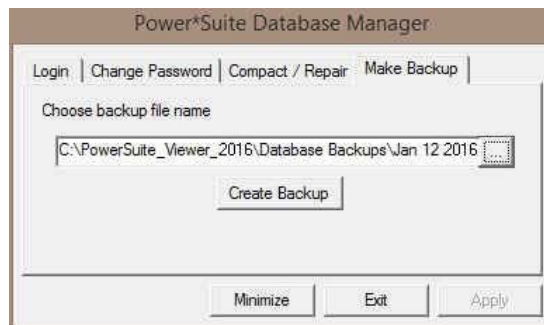 Power*Suite Database Manager
Login Change Password Compact / Repair Make Backup
Choose backup file name
C:\PowerSuite_Viewer_2016\Database Backups\Jan 12 2016 ...
Create Backup
Minimize Exit Apply